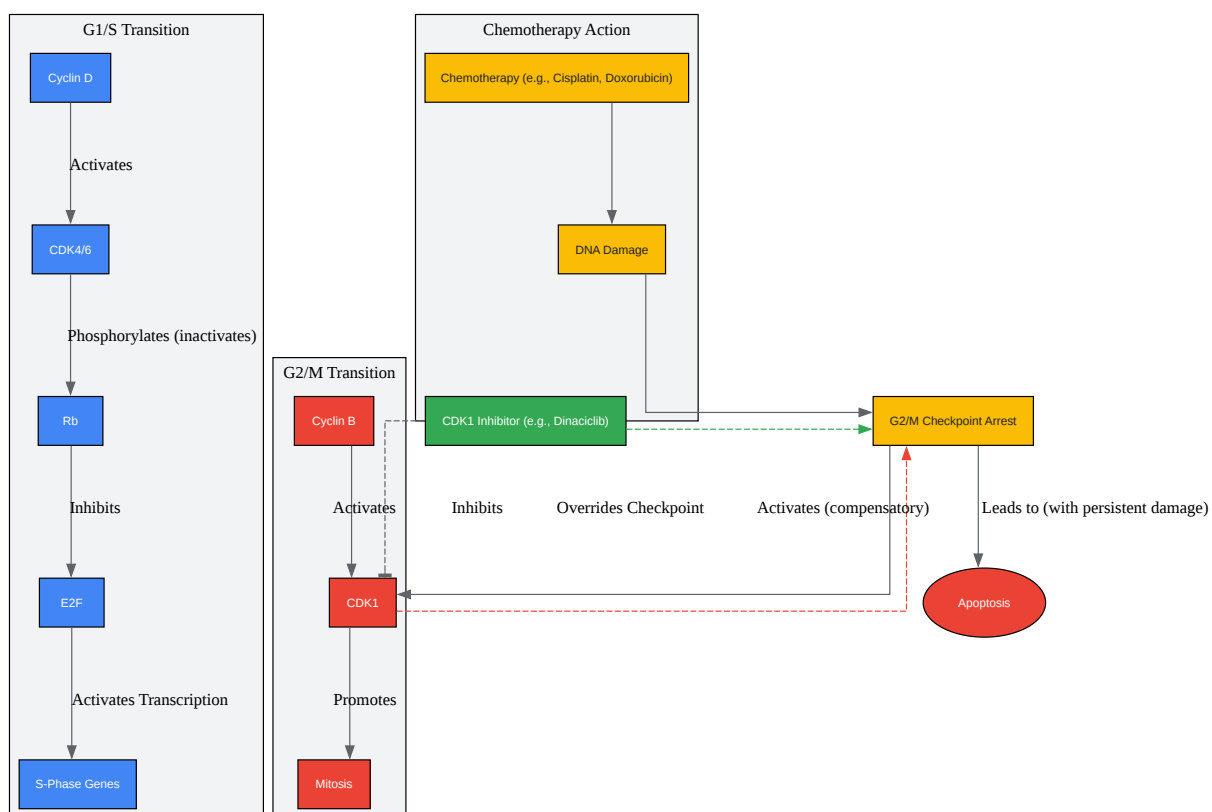 G1/S Transition
Chemotherapy Action
Cyclin D
Chemotherapy (e.g., Cisplatin, Doxorubicin)
Activates
CDK4/6
DNA Damage
Phosphorylates (inactivates)
G2/M Transition
Rb
Cyclin B
CDK1 Inhibitor (e.g., Dinaciclib)
G2/M Checkpoint Arrest
Inhibits
Activates
Inhibits
Overrides Checkpoint
Activates (compensatory)
Leads to (with persistent damage)
E2F
CDK1
Apoptosis
Activates Transcription
Promotes
S-Phase Genes
Mitosis